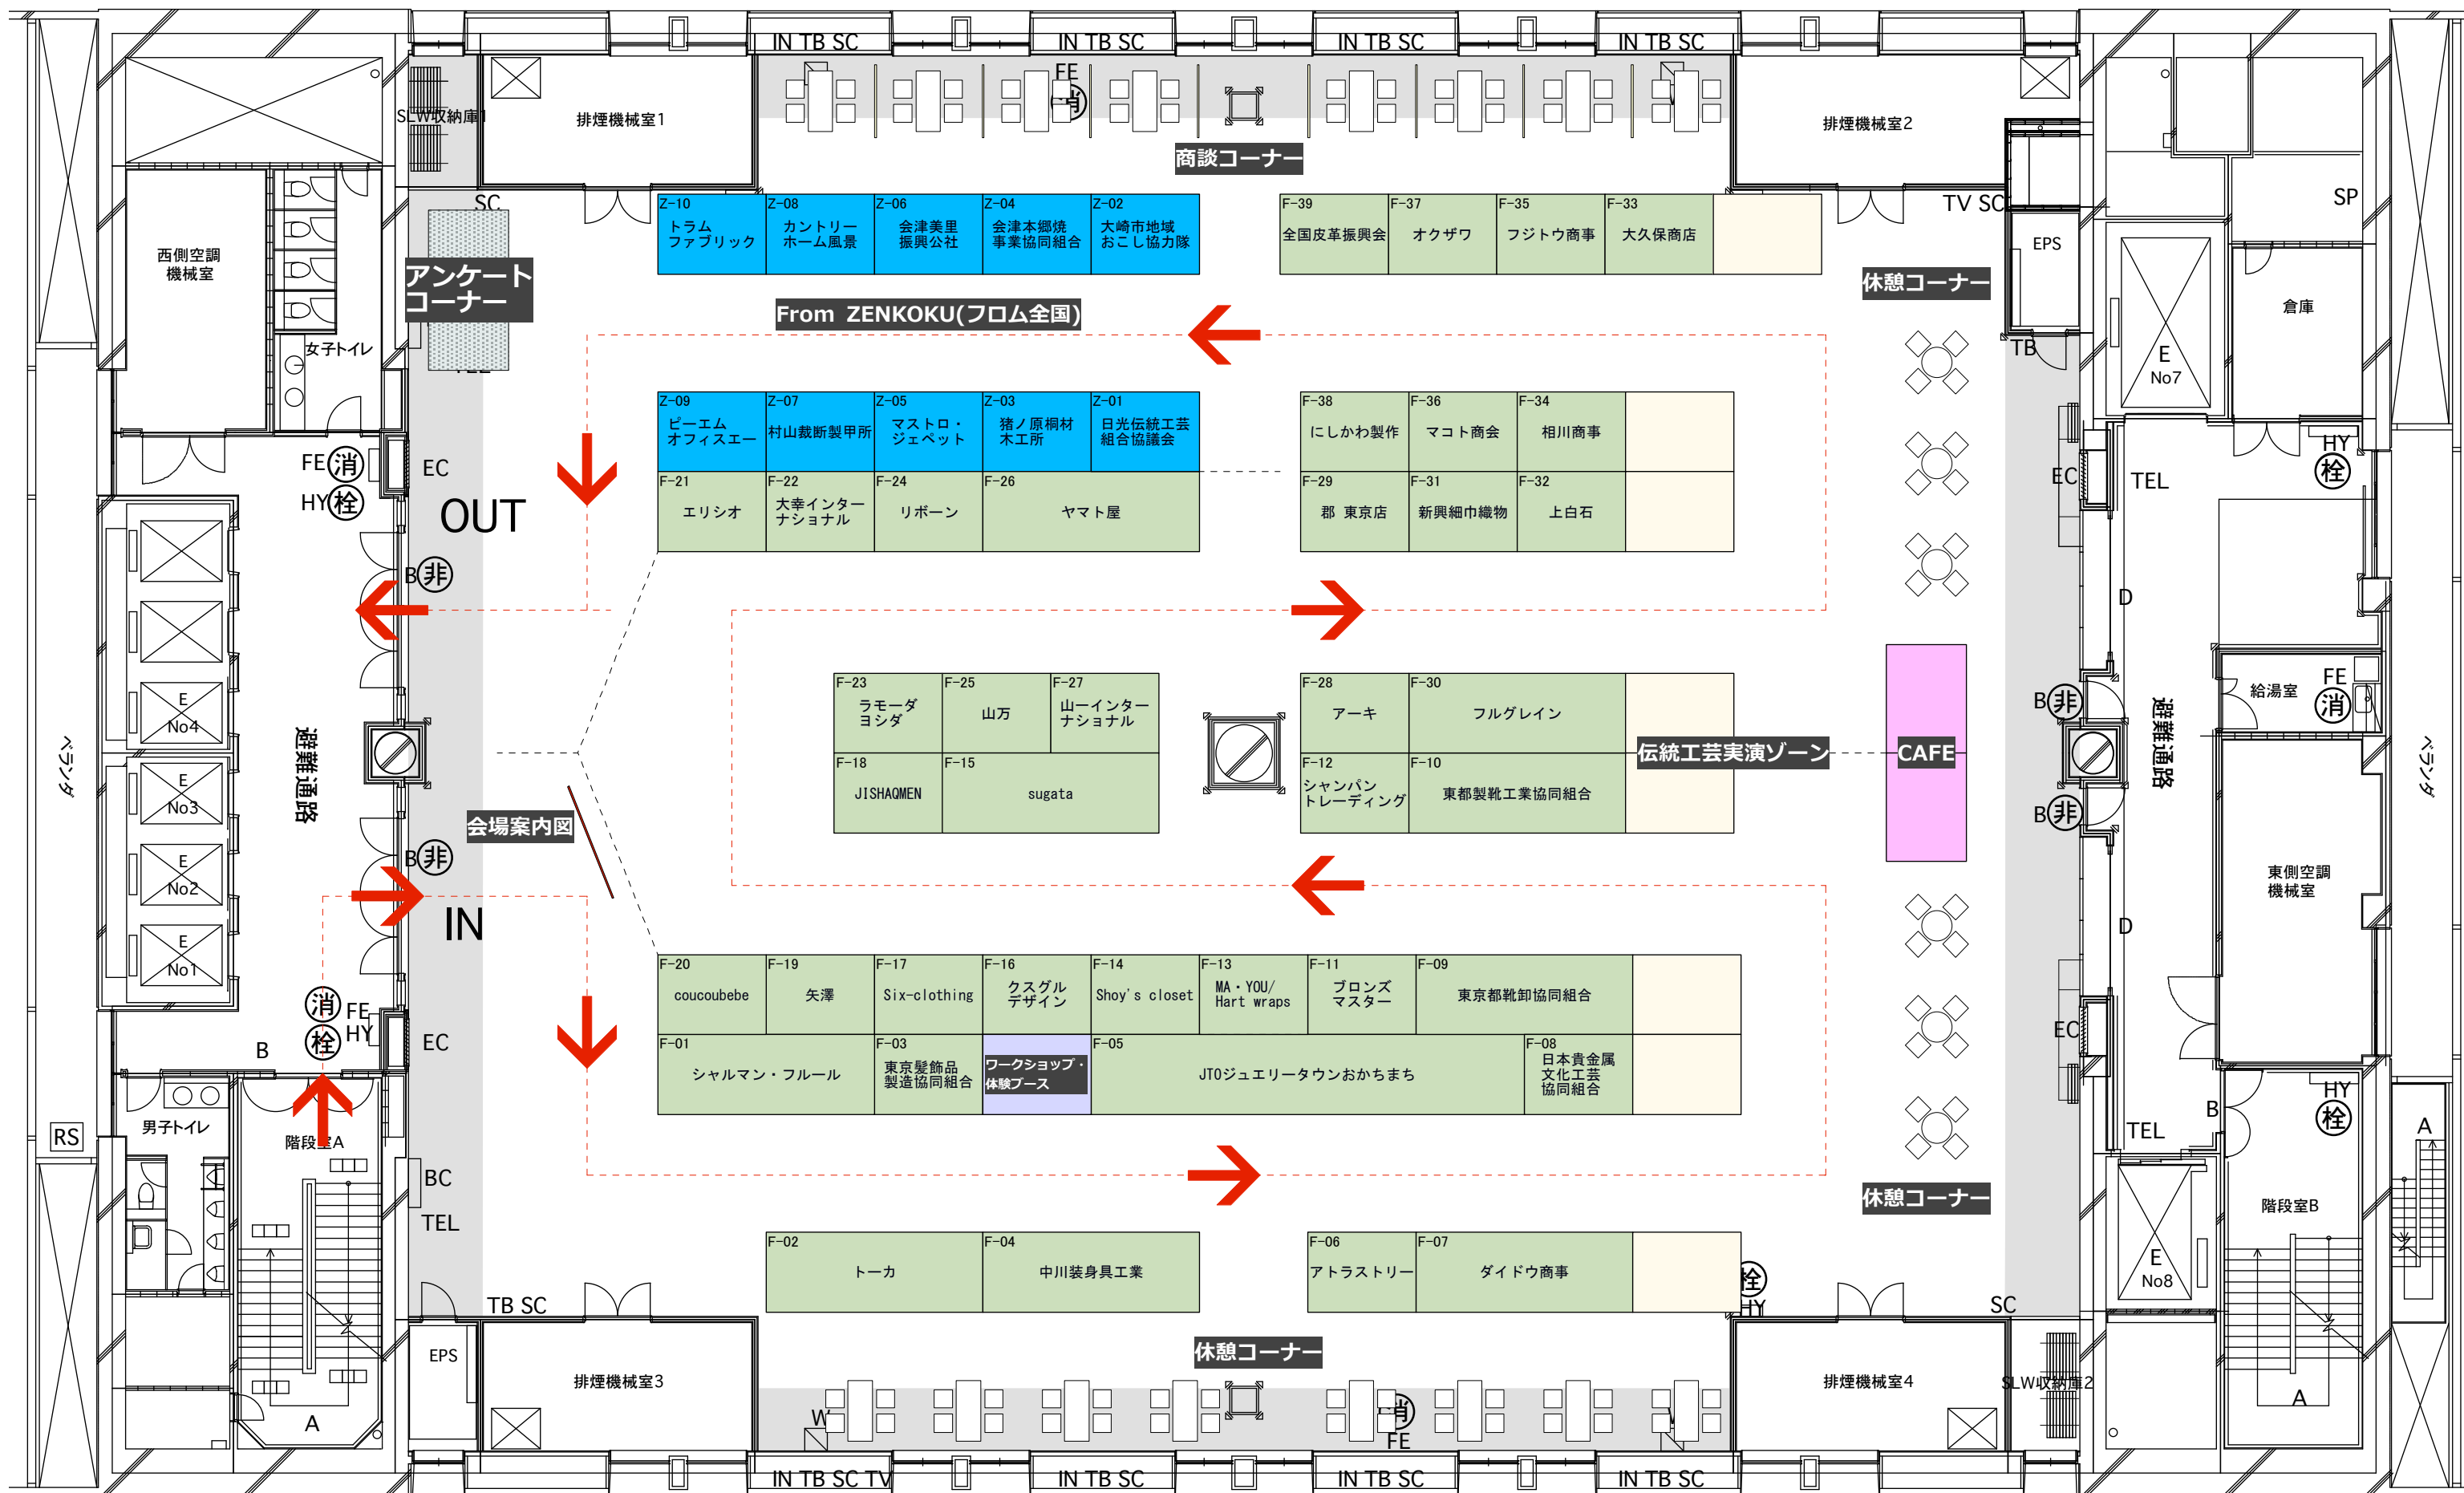 IN TB SC
IN TB SC
IN TB SC
IN TB SC
FE
消
SLW収納庫1
排煙機械室1
排煙機械室2
商談コーナー
SC
TV SC
SP
EPS
西側空調
機械室
女子トイレ
アンケート
コーナー
Z-10
トラム
ファブリック
Z-08
カントリー
ホーム風景
Z-06
会津美里
振興公社
Z-04
会津本郷焼
事業協同組合
Z-02
大崎市地域
おこし協力隊
F-39
全国皮革振興会
F-37
オクザワ
F-35
フジトウ商事
F-33
大久保商店
休憩コーナー
倉庫
From ZENKOKU(フロム全国)
TB
E
No7
Z-09
ピーエム
オフィスエー
Z-07
村山裁断製甲所
Z-05
マストロ・
ジェペット
Z-03
猪ノ原桐材
木工所
Z-01
日光伝統工芸
組合協議会
F-38
にしかわ製作
F-36
マコト商会
F-34
相川商事
FE 消
HY 栓
EC
OUT
F-21
エリシオ
F-22
大幸インター
ナショナル
F-24
リボーン
F-26
ヤマト屋
F-29
郡 東京店
F-31
新興細巾織物
F-32
上白石
EC
TEL
HY
栓
B 非
D
E
No4
避難通路
ベランダ
F-23
ラモーダ
ヨシダ
F-25
山万
F-27
山一インター
ナショナル
F-28
アーキ
F-30
フルグレイン
B 非
避難通路
給湯室
FE
消
ベランダ
伝統工芸実演ゾーン
CAFE
F-18
JISHAQMEN
F-15
sugata
F-12
シャンパン
トレーディング
F-10
東都製靴工業協同組合
E
No3
会場案内図
B 非
B 非
E
No2
東側空調
機械室
IN
D
E
No1
F-20
coucoubebe
F-19
矢澤
F-17
Six-clothing
F-16
クスグル
デザイン
F-14
Shoy's closet
F-13
MA・YOU/
Hart wraps
F-11
ブロンズ
マスター
F-09
東京都靴卸協同組合
消 FE
栓 HY
B
EC
EC
F-01
シャルマン・フルール
F-03
東京髪飾品
製造協同組合
ワークショップ・
体験ブース
F-05
JTOジュエリータウンおかちまち
F-08
日本貴金属
文化工芸
協同組合
HY
栓
B
TEL
A
RS
男子トイレ
階段室A
BC
TEL
休憩コーナー
階段室B
F-02
トーカ
F-04
中川装身具工業
F-06
アトラストリー
F-07
ダイドウ商事
E
No8
栓
HY
TB SC
SC
EPS
排煙機械室3
休憩コーナー
排煙機械室4
SLW収納庫2
A
A
W
消
FE
IN TB SC TV
IN TB SC
IN TB SC
IN TB SC